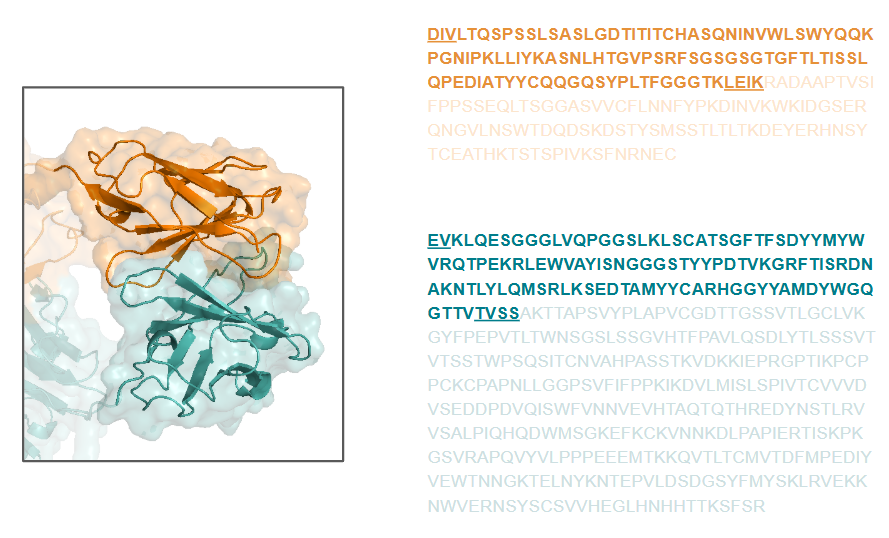 DIVLTQSPSSLSASLGDTITITCHASQNINVWLSWYQQK
PGNIPKLLIYKASNLHTGVPSRFSGSGSGTGFTLTISSL
QPEDIATYYCQQGQSYPLTFGGGTKLEIKRADAAPTVSI
FPPSSEQLTSGGASVVCFLNNFYPKDINVKWKIDGSER
QNGVLNSWTDQDSKDSTYSMSSTLTLTKDEYERHNSY
TCEATHKTSTSPIVKSFNRNEC
EVKLQESGGGLVQPGGSLKLSCATSGFTFSDYYMYW
VRQTPEKRLEWVAYISNGGGSTYYPDTVKGRFTISRDN
AKNTLYLQMSRLKSEDTAMYYCARHGGYYAMDYWGQ
GTTVTVSSAKTTAPSVYPLAPVCGDTTGSSVTLGCLVK
GYFPEPVTLTWNSGSLSSGVHTFPAVLQSDLYTLSSSVT
VTSSTWPSQSITCNVAHPASSTKVDKKIEPRGPTIKPCP
PCKCPAPNLLGGPSVFIFPPKIKDVLMISLSPIVTCVVVD
VSEDDPDVQISWFVNNVEVHTAQTQTHREDYNSTLRV
VSALPIQHQDWMSGKEFKCKVNNKDLPAPIERTISKPK
GSVRAPQVYVLPPPEEEMTKKQVTLTCMVTDFMPEDIY
VEWTNNGKTELNYKNTEPVLDSDGSYFMYSKLRVEKK
NWVERNSYSCSVVHEGLHNHHTTKSFSR